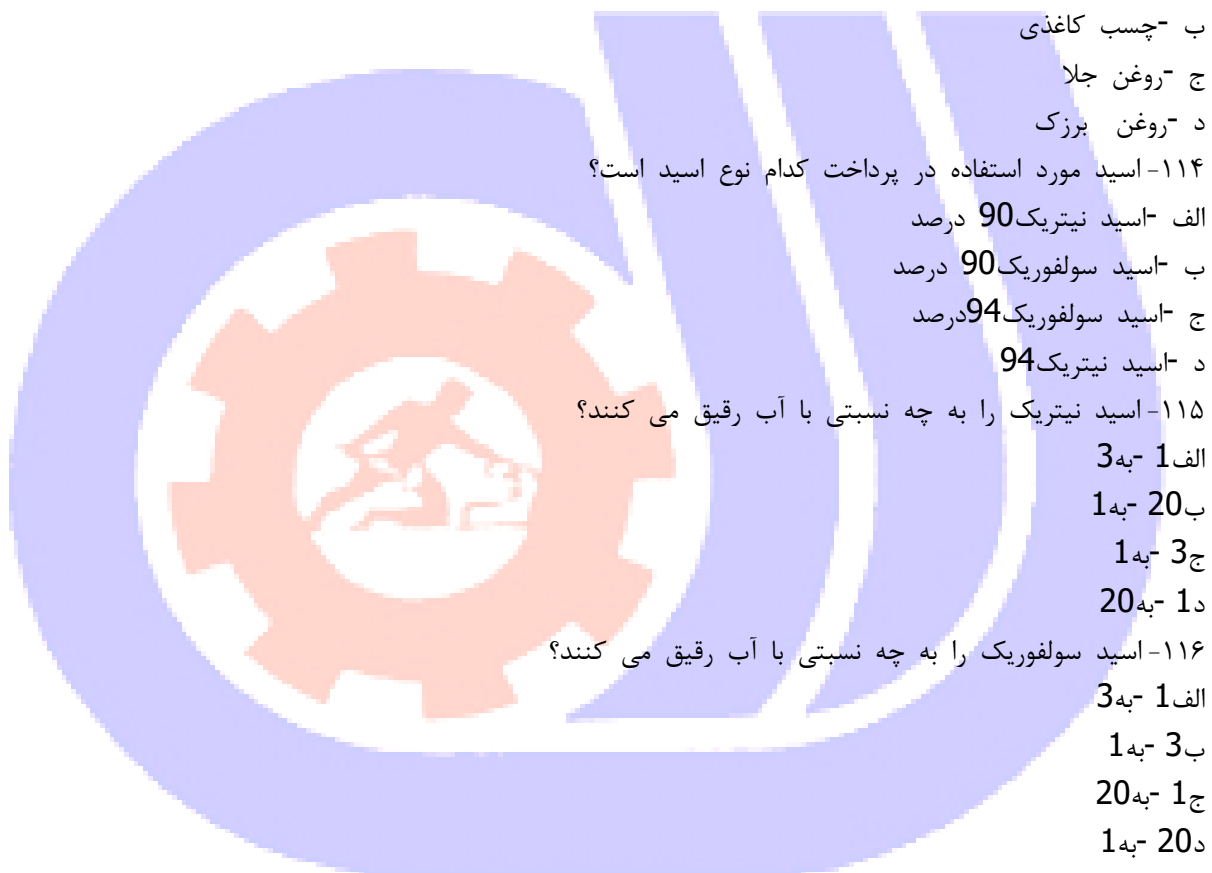 ب -چسب کاغذی
ج -روغن جلا
د -روغن برزک
۱۱۴-اسید مورد استفاده در پرداخت کدام نوع اسید است؟
الف -اسید نیتریک90 درصد
ب -اسید سولفوریک90 درصد
ج -اسید سولفوریک94درصد
د -اسید نیتریک94
۱۱۵-اسید نیتریک را به چه نسبتی با آب رقیق می کنند؟
الف1 -به3
ب20 -به1
ج3 -به1
د1 -به20
۱۱۶-اسید سولفوریک را به چه نسبتی با آب رقیق می کنند؟
الف1 -به3
ب3 -به1
ج1 -به20
د20 -به1